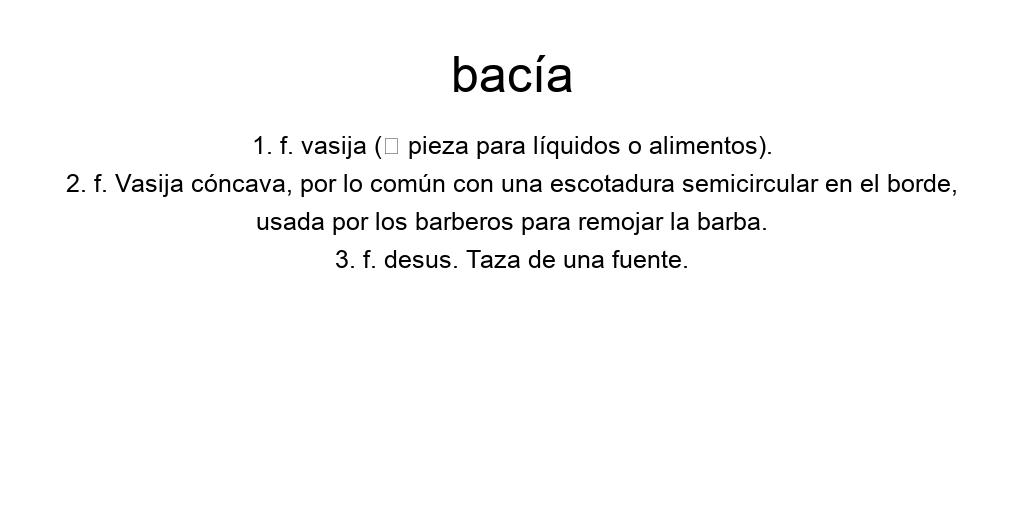 bacía
1. f. vasija (□ pieza para líquidos o alimentos).
2. f. Vasija cóncava, por lo común con una escotadura semicircular en el borde,
usada por los barberos para remojar la barba.
3. f. desus. Taza de una fuente.